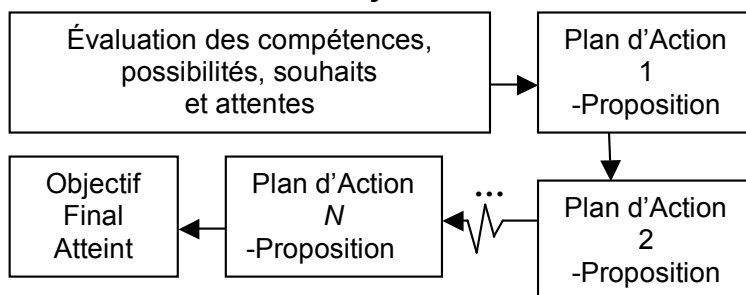 Évaluation des compétences,
possibilités, souhaits
et attentes
Plan d’Action
1
-Proposition
Plan d’Action
2
-Proposition
...
Plan d’Action
N
-Proposition
Objectif
Final
Atteint